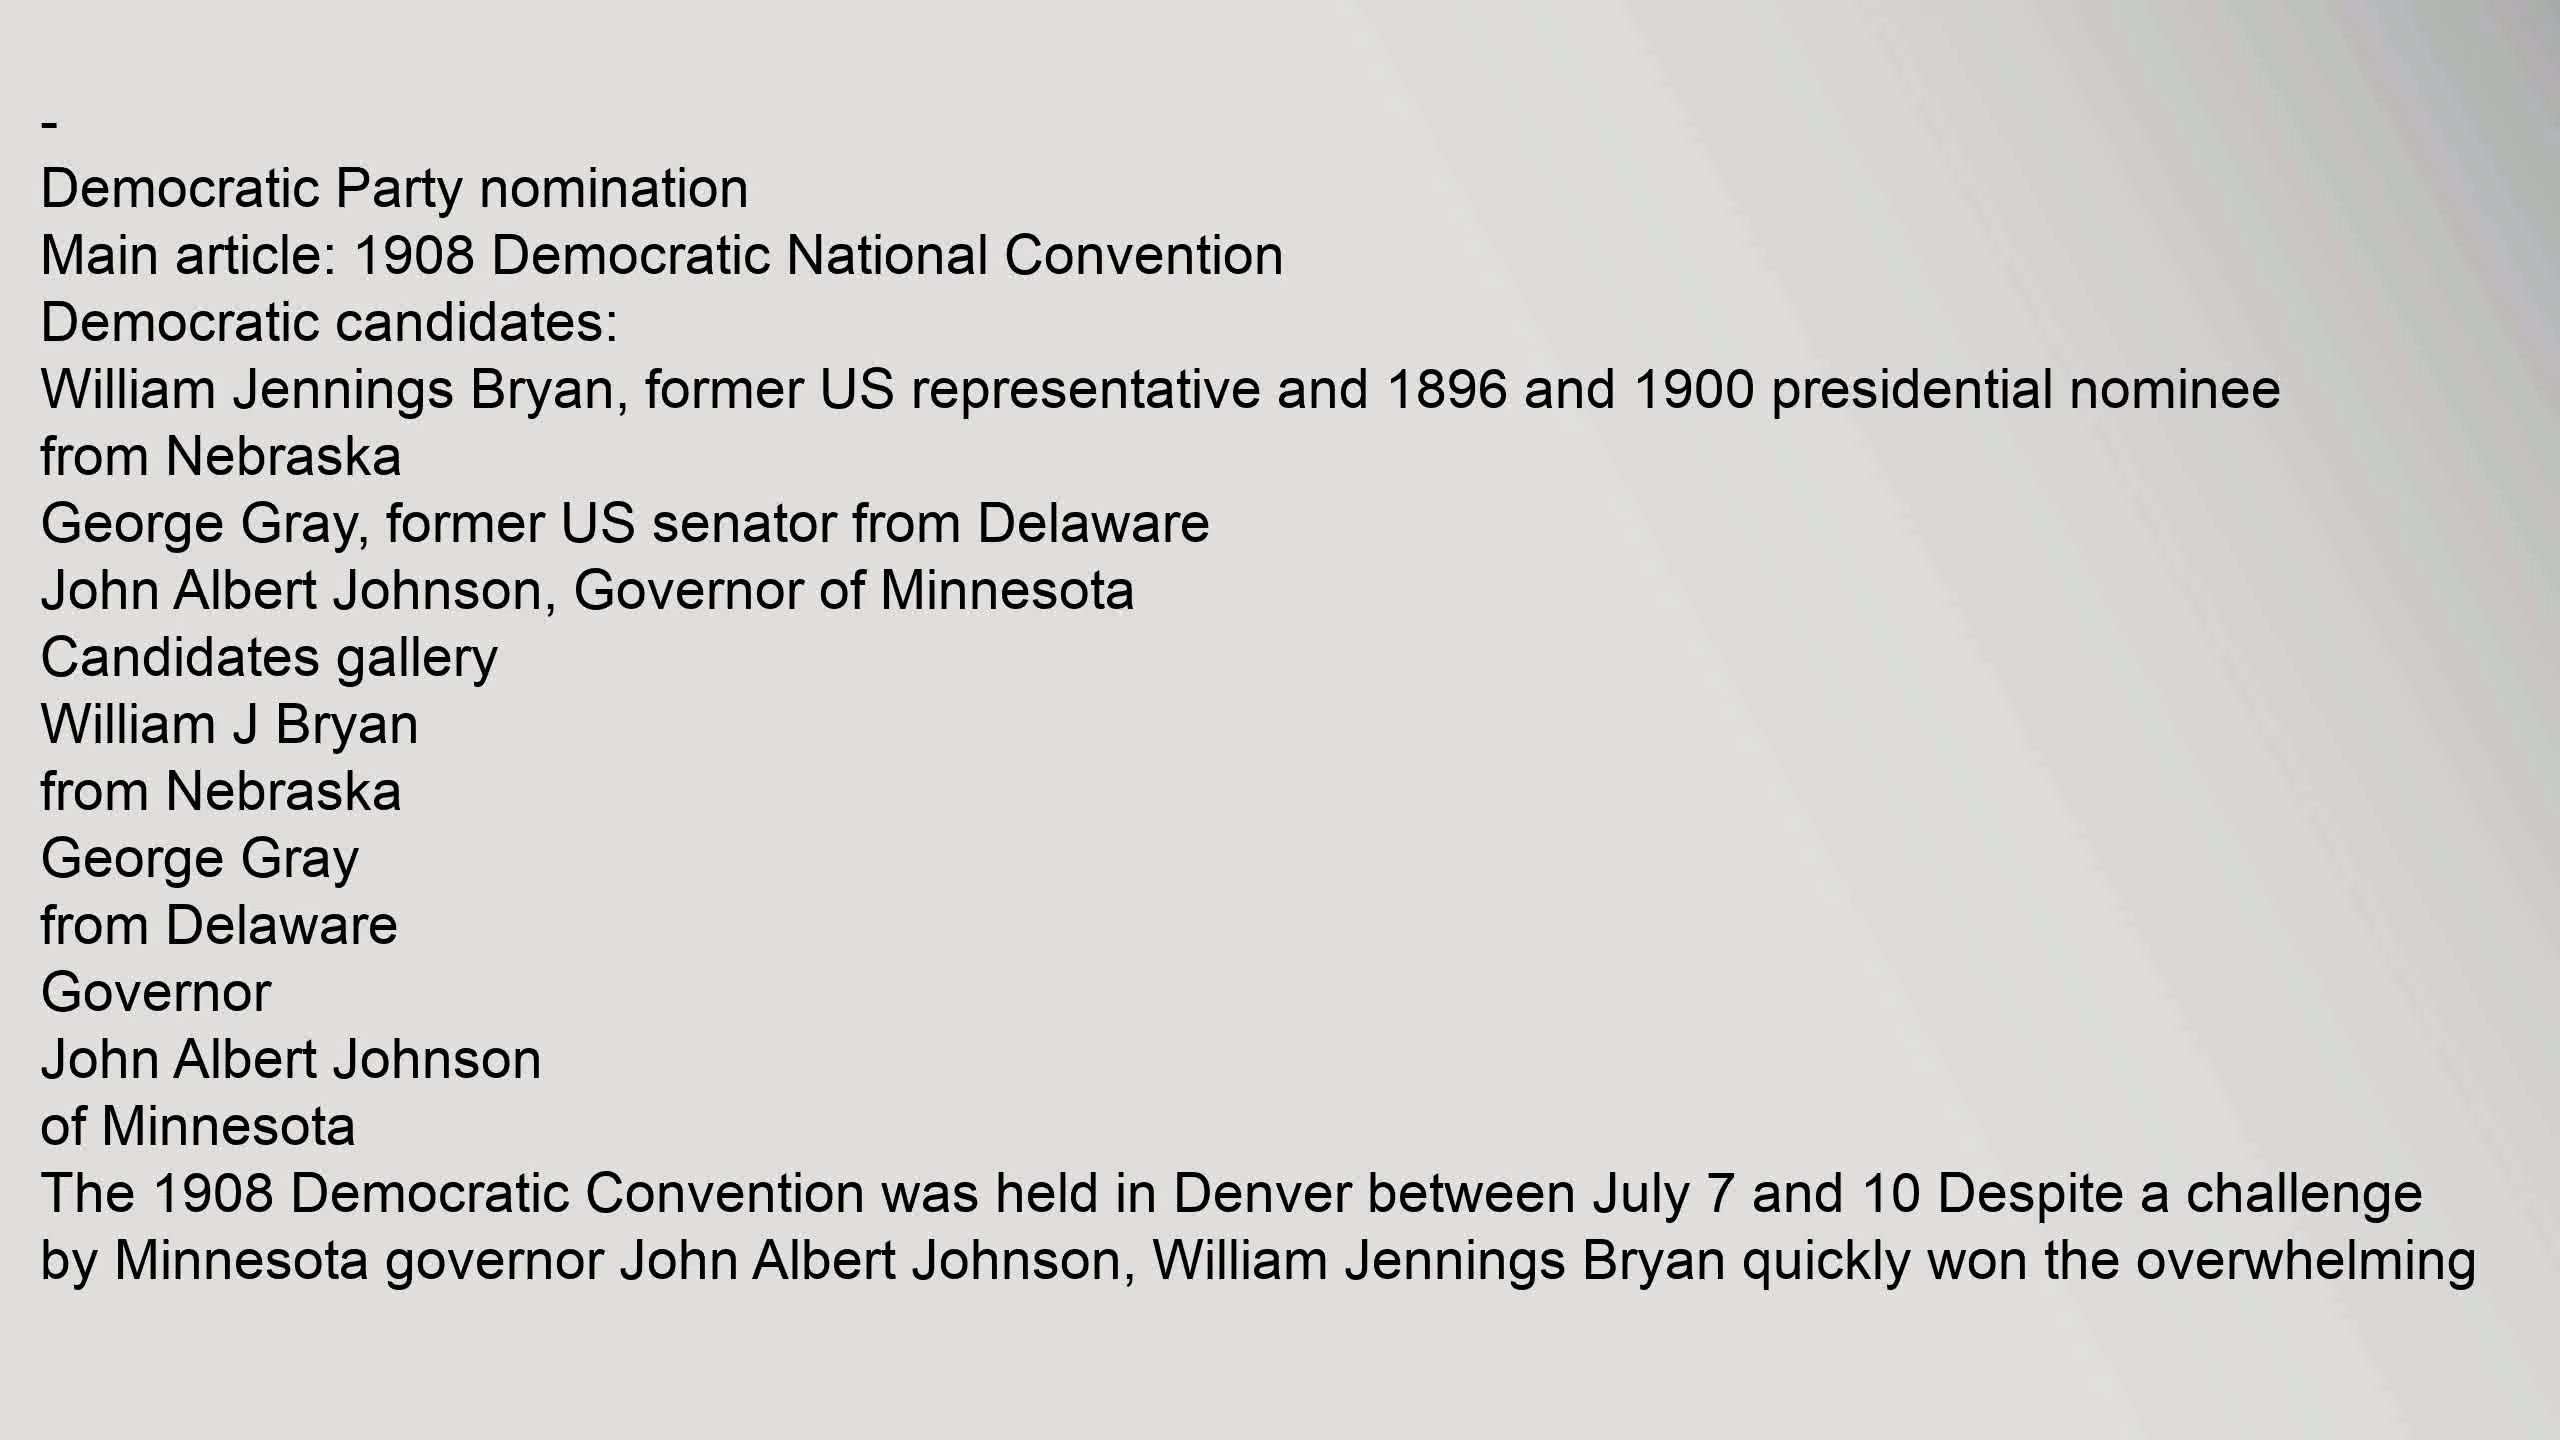 -
Democratic Party nomination
Main article: 1908 Democratic National Convention
Democratic candidates:
William Jennings Bryan, former US representative and 1896 and 1900 presidential nominee
from Nebraska
George Gray, former US senator from Delaware
John Albert Johnson, Governor of Minnesota
Candidates gallery
William J Bryan
from Nebraska
George Gray
from Delaware
Governor
John Albert Johnson
of Minnesota
The 1908 Democratic Convention was held in Denver between July 7 and 10 Despite a challenge
by Minnesota governor John Albert Johnson, William Jennings Bryan quickly won the overwhelming